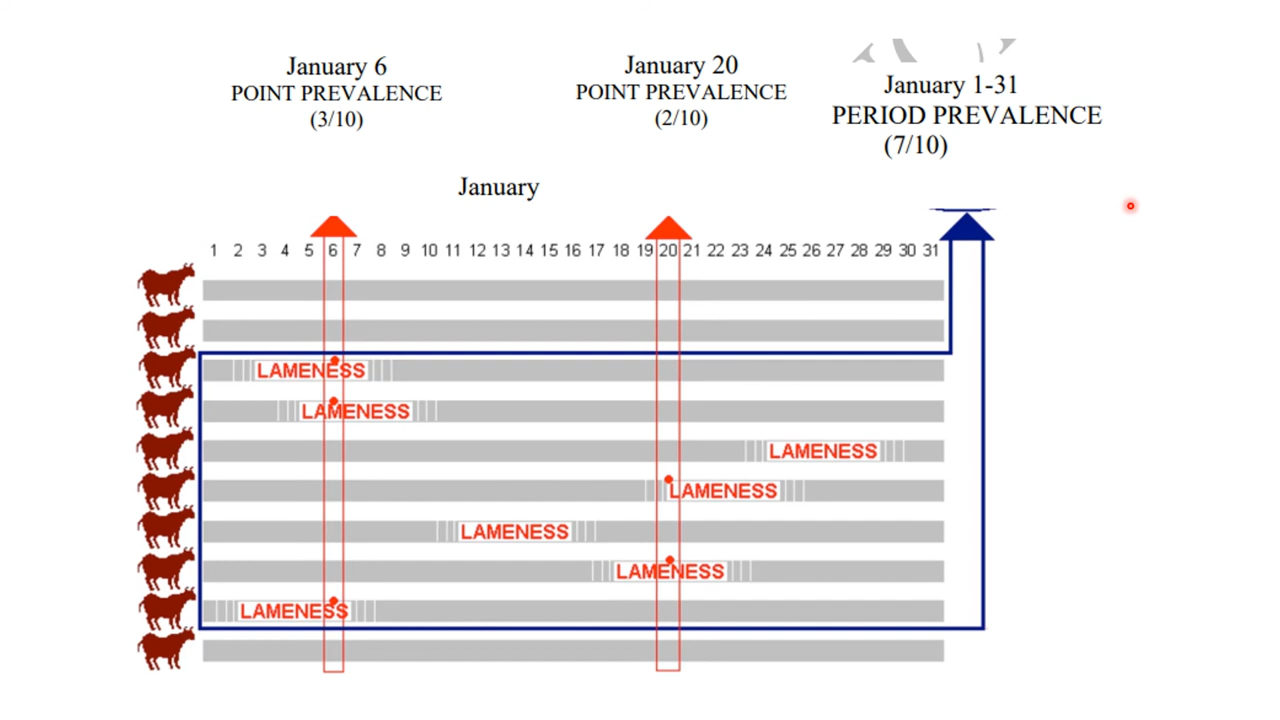 January 6
POINT PREVALENCE
(3/10)
January 20
POINT PREVALENCE
(2/10)
January 1-31
PERIOD PREVALENCE
(7/10)
January
1 2 3 4 5 6 7 8 9 10 11 12 13 14 15 16 17 18 19 20 21 22 23 24 25 26 27 28 29 30 31
LAMENESS
LAMENESS
LAMENESS
LAMENESS
LAMENESS
LAMENESS
LAMENESS